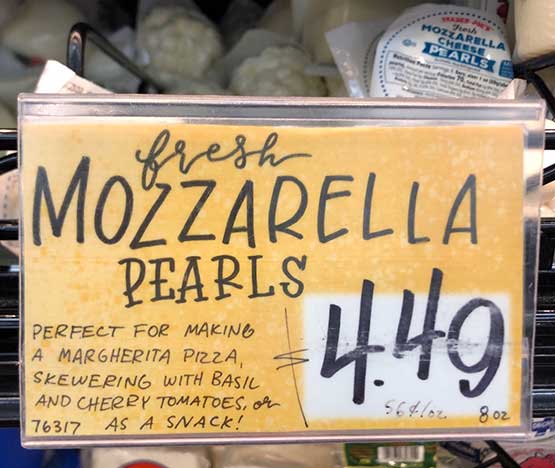 TRADER JOE'S
Fresh
MOZZARELLA
CHEESE
PEARLS
fresh
MOZZARELLA
PEARLS
$4.49
56¢/oz 8 oz
PERFECT FOR MAKING
A MARGHERITA PIZZA,
SKEWERING WITH BASIL
AND CHERRY TOMATOES, or
76317 AS A SNACK!